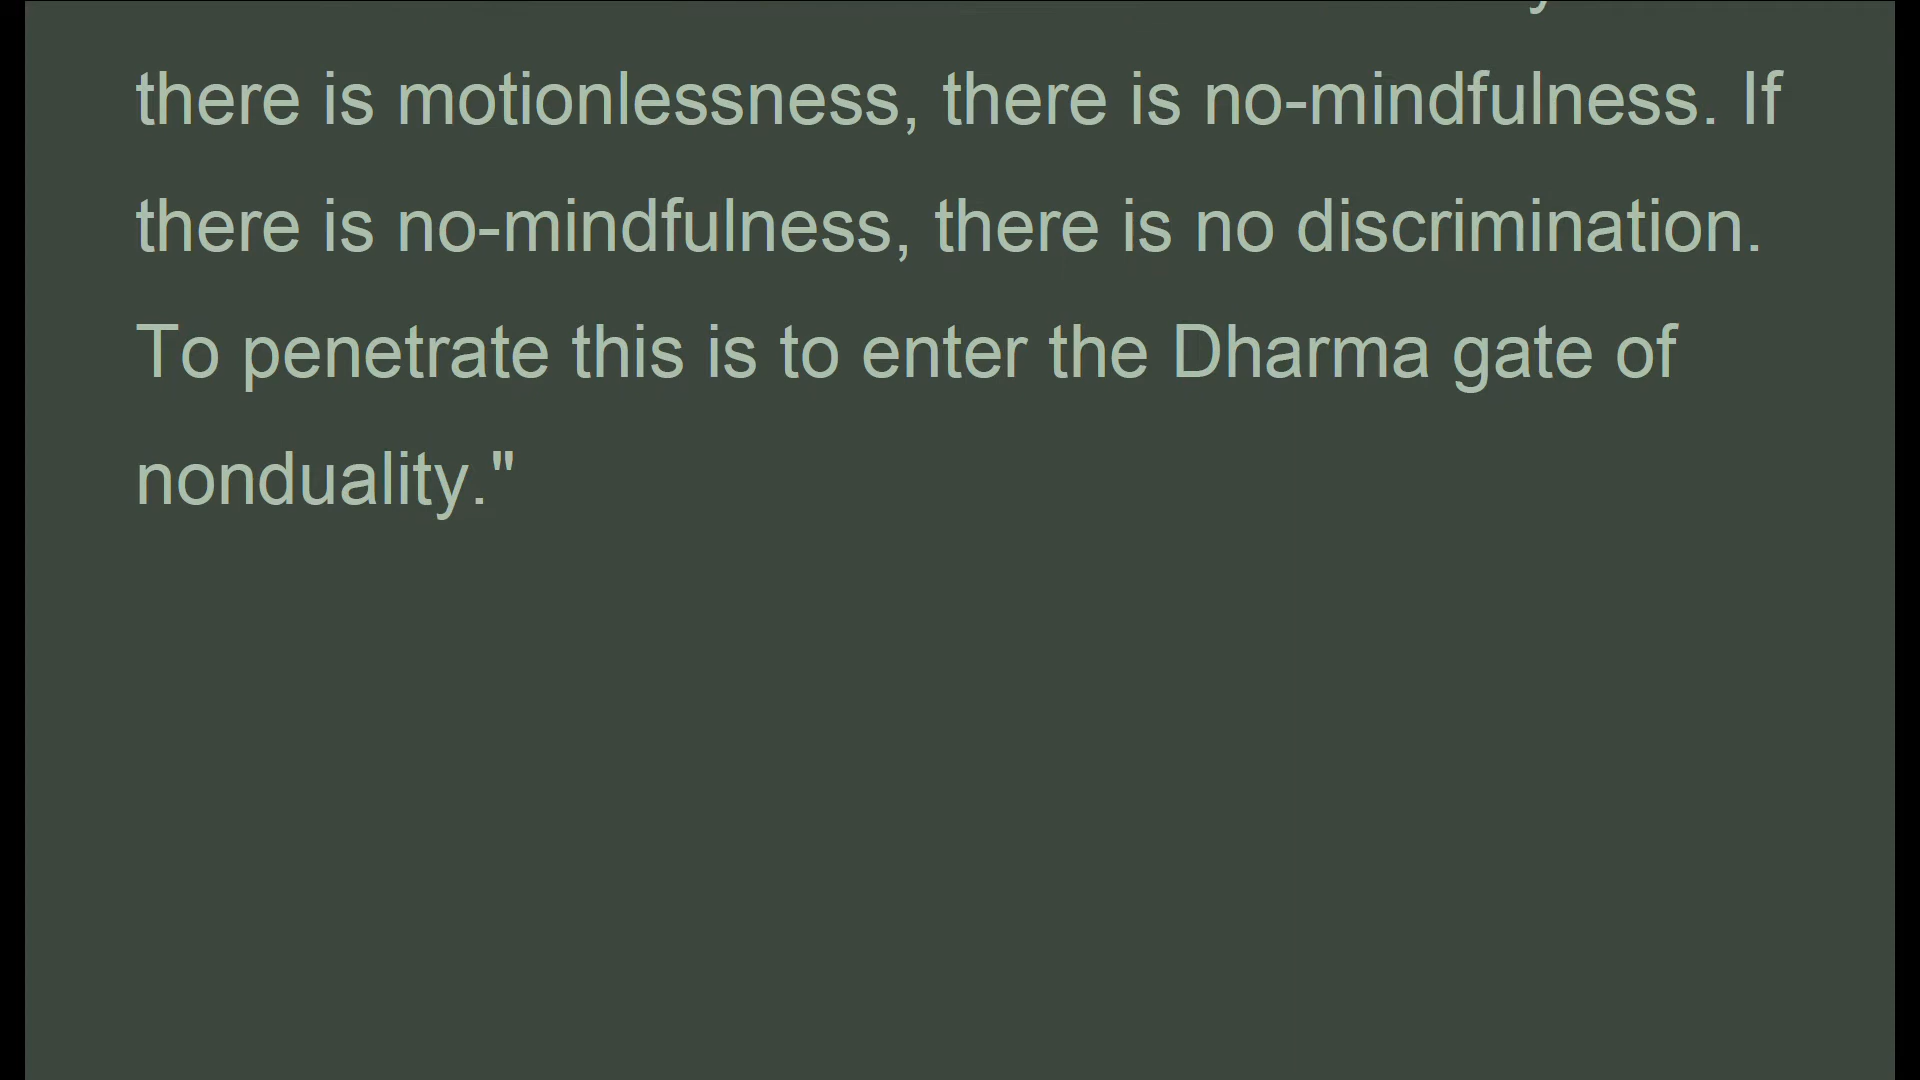 there is motionlessness, there is no-mindfulness. If
there is no-mindfulness, there is no discrimination.
To penetrate this is to enter the Dharma gate of
nonduality."